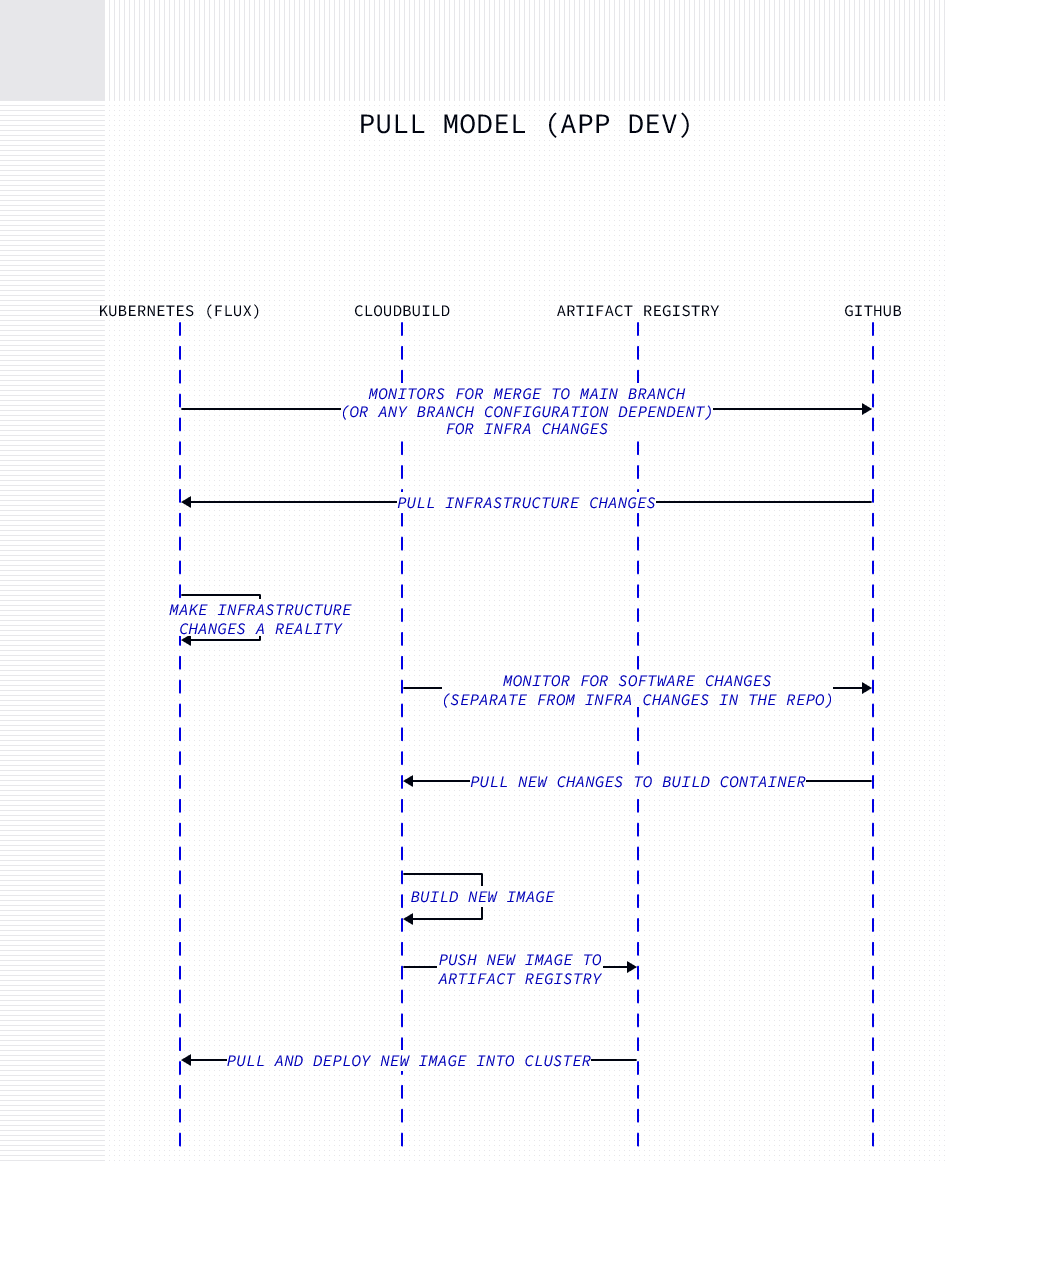 PULL MODEL (APP DEV)
KUBERNETES (FLUX)
CLOUDBUILD
ARTIFACT REGISTRY
GITHUB
MONITORS FOR MERGE TO MAIN BRANCH
(OR ANY BRANCH CONFIGURATION DEPENDENT)
FOR INFRA CHANGES
PULL INFRASTRUCTURE CHANGES
MAKE INFRASTRUCTURE
CHANGES A REALITY
MONITOR FOR SOFTWARE CHANGES
(SEPARATE FROM INFRA CHANGES IN THE REPO)
PULL NEW CHANGES TO BUILD CONTAINER
BUILD NEW IMAGE
PUSH NEW IMAGE TO
ARTIFACT REGISTRY
PULL AND DEPLOY NEW IMAGE INTO CLUSTER